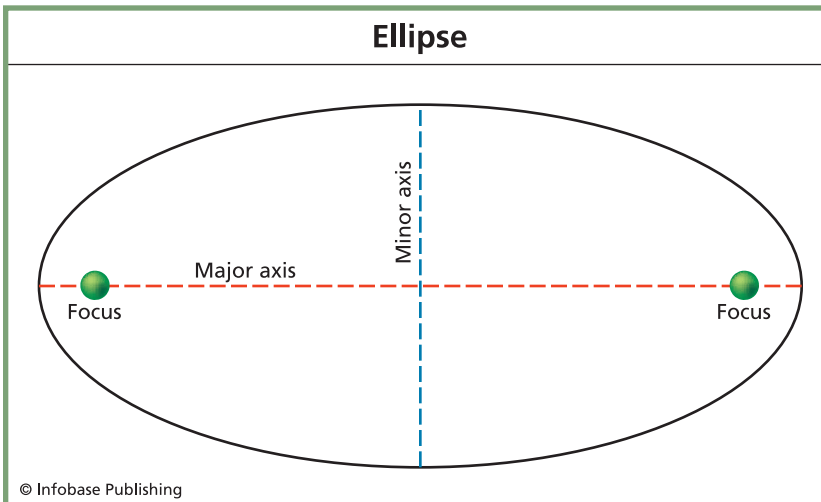 Ellipse
Minor axis
Major axis
Focus
Focus
© Infobase Publishing